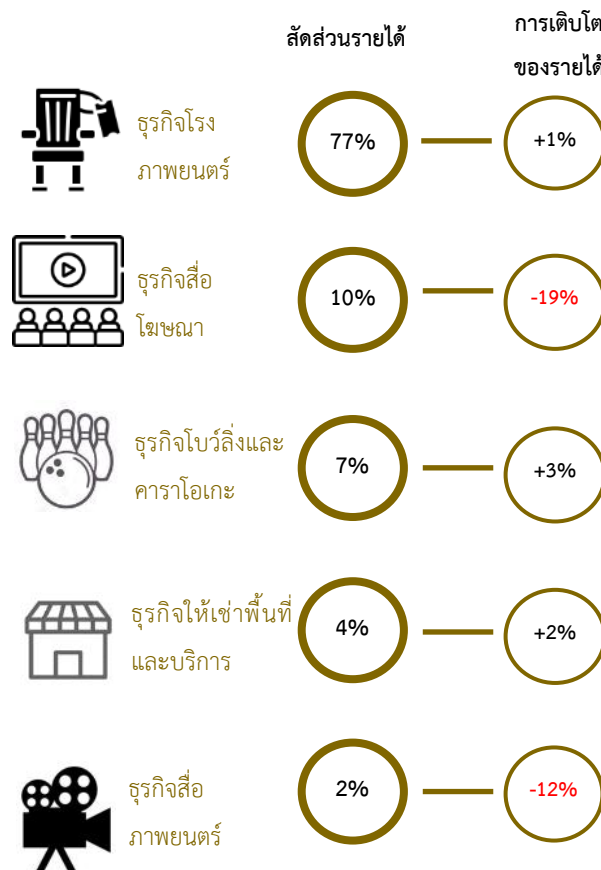 สัดส่วนรายได้
การเติบโต
ของรายได้
ธุรกิจโรง
ภาพยนตร์
77%
+1%
ธุรกิจสื่อ
โฆษณา
10%
-19%
ธุรกิจโบว์ลิ่งและ
คาราโอเกะ
7%
+3%
ธุรกิจให้เช่าพื้นที่
และบริการ
4%
+2%
ธุรกิจสื่อ
ภาพยนตร์
2%
-12%